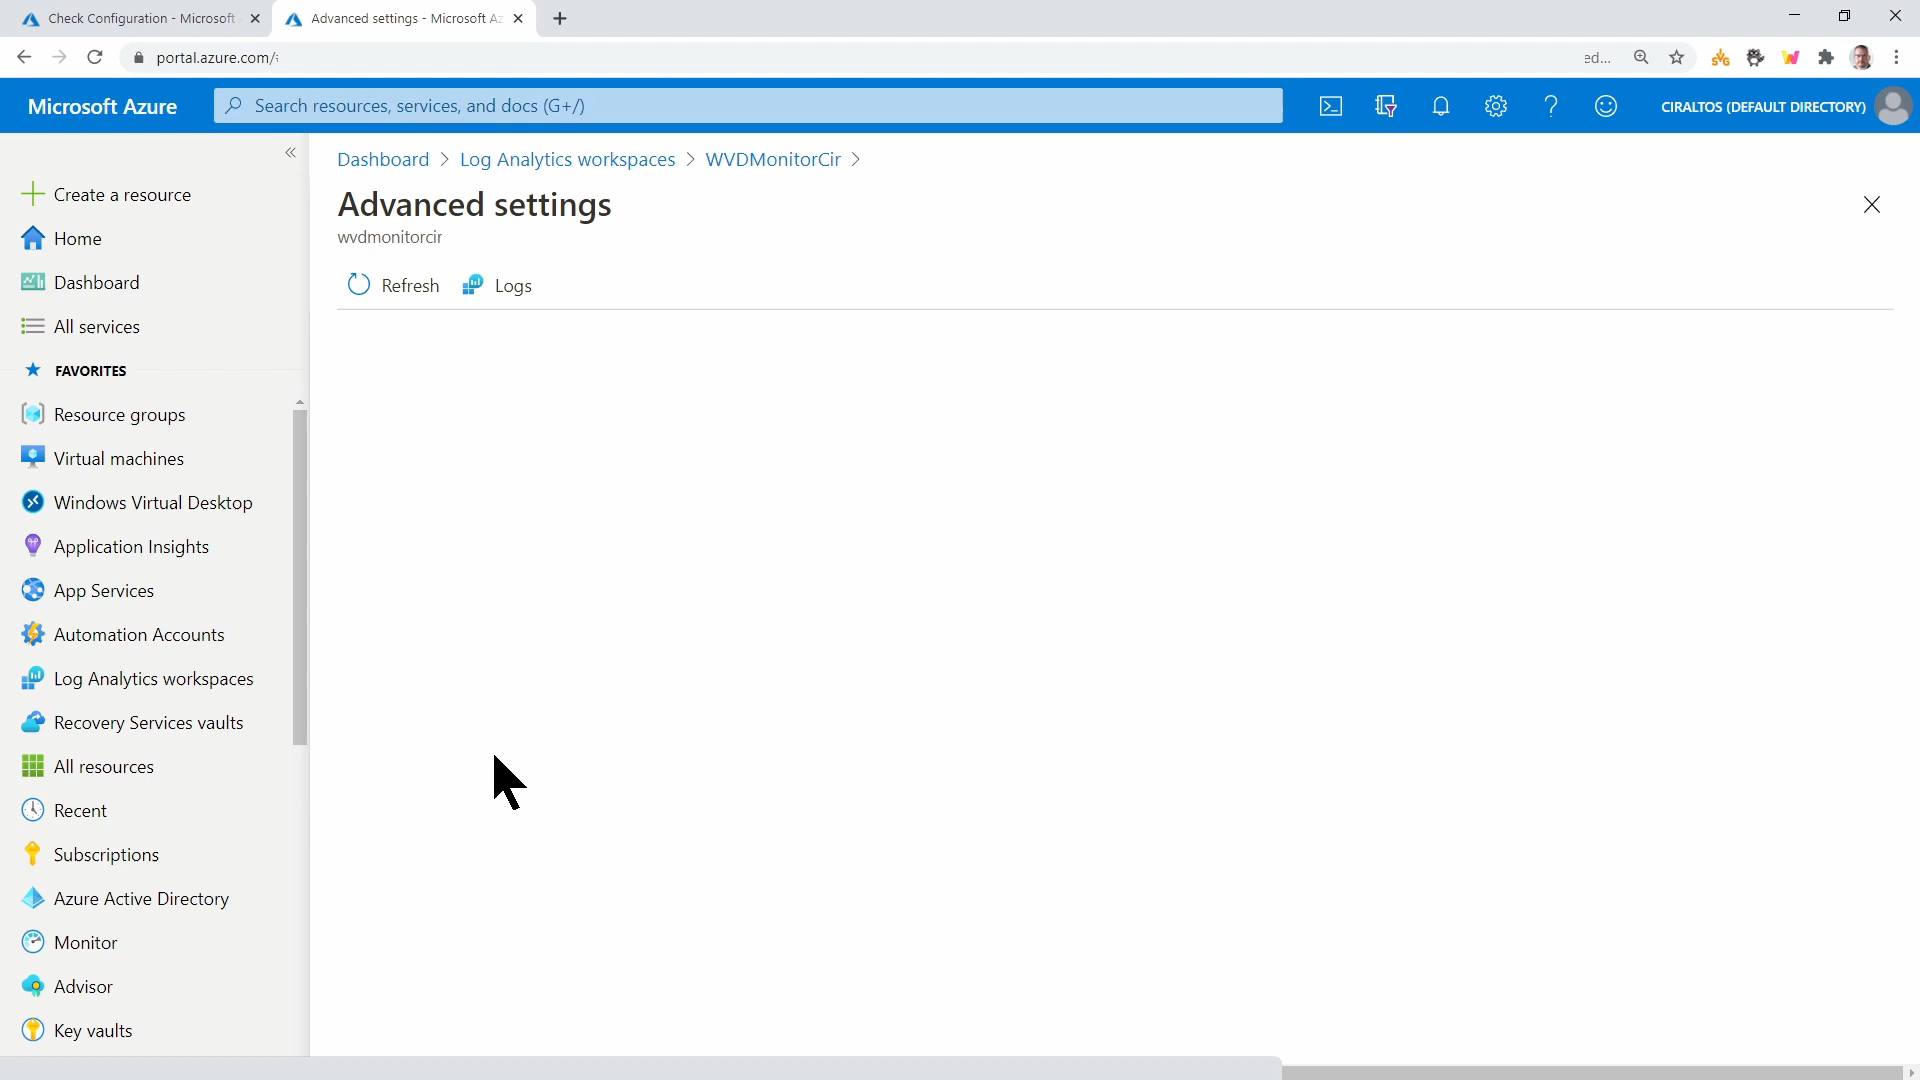 Check Configuration - Microsoft
Advanced settings - Microsoft Az
portal.azure.com/
ed...
Microsoft Azure
Search resources, services, and docs (G+/)
CIRALTOS (DEFAULT DIRECTORY)
Dashboard > Log Analytics workspaces > WVDMonitorCir >
Advanced settings
wvdmonitorcir
Refresh
Logs
Create a resource
Home
Dashboard
All services
FAVORITES
Resource groups
Virtual machines
Windows Virtual Desktop
Application Insights
App Services
Automation Accounts
Log Analytics workspaces
Recovery Services vaults
All resources
Recent
Subscriptions
Azure Active Directory
Monitor
Advisor
Key vaults